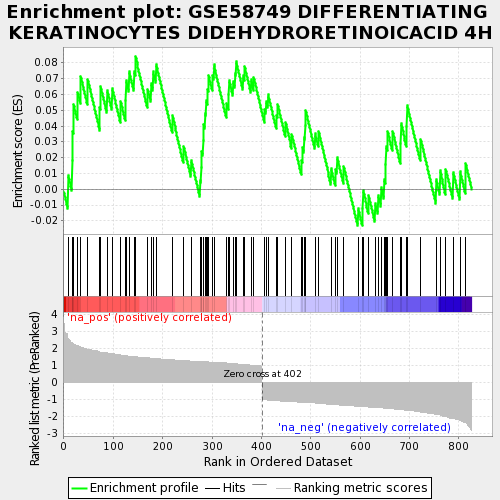 Enrichment plot: GSE58749 DIFFERENTIATING
KERATINOCYTES DIDEHYDRORETINOICACID 4H
Enrichment score (ES)
0.08
0.07
0.06
0.05
0.04
0.03
0.02
0.01
0.00
-0.01
-0.02
'na_pos' (positively correlated)
Ranked list metric (PreRanked)
4
3
2
1
0
-1
-2
-3
Zero cross at 402
'na_neg' (negatively correlated)
0
100
200
300
400
500
600
700
800
Rank in Ordered Dataset
Enrichment profile
Hits
Ranking metric scores